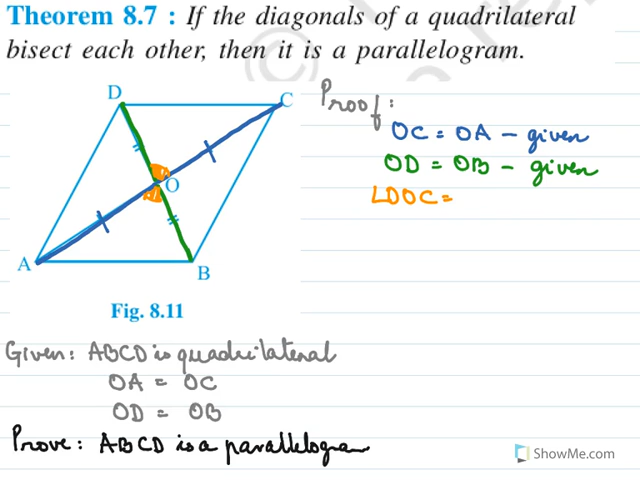 Theorem 8.7 : If the diagonals of a quadrilateral
bisect each other, then it is a parallelogram.
D
C
O
A
B
Fig. 8.11
Proof:
OC = OA - given
OD = OB - given
∠DOC =
Given: ABCD is quadrilateral
OA = OC
OD = OB
Prove: ABCD is a parallelogram
ShowMe.com